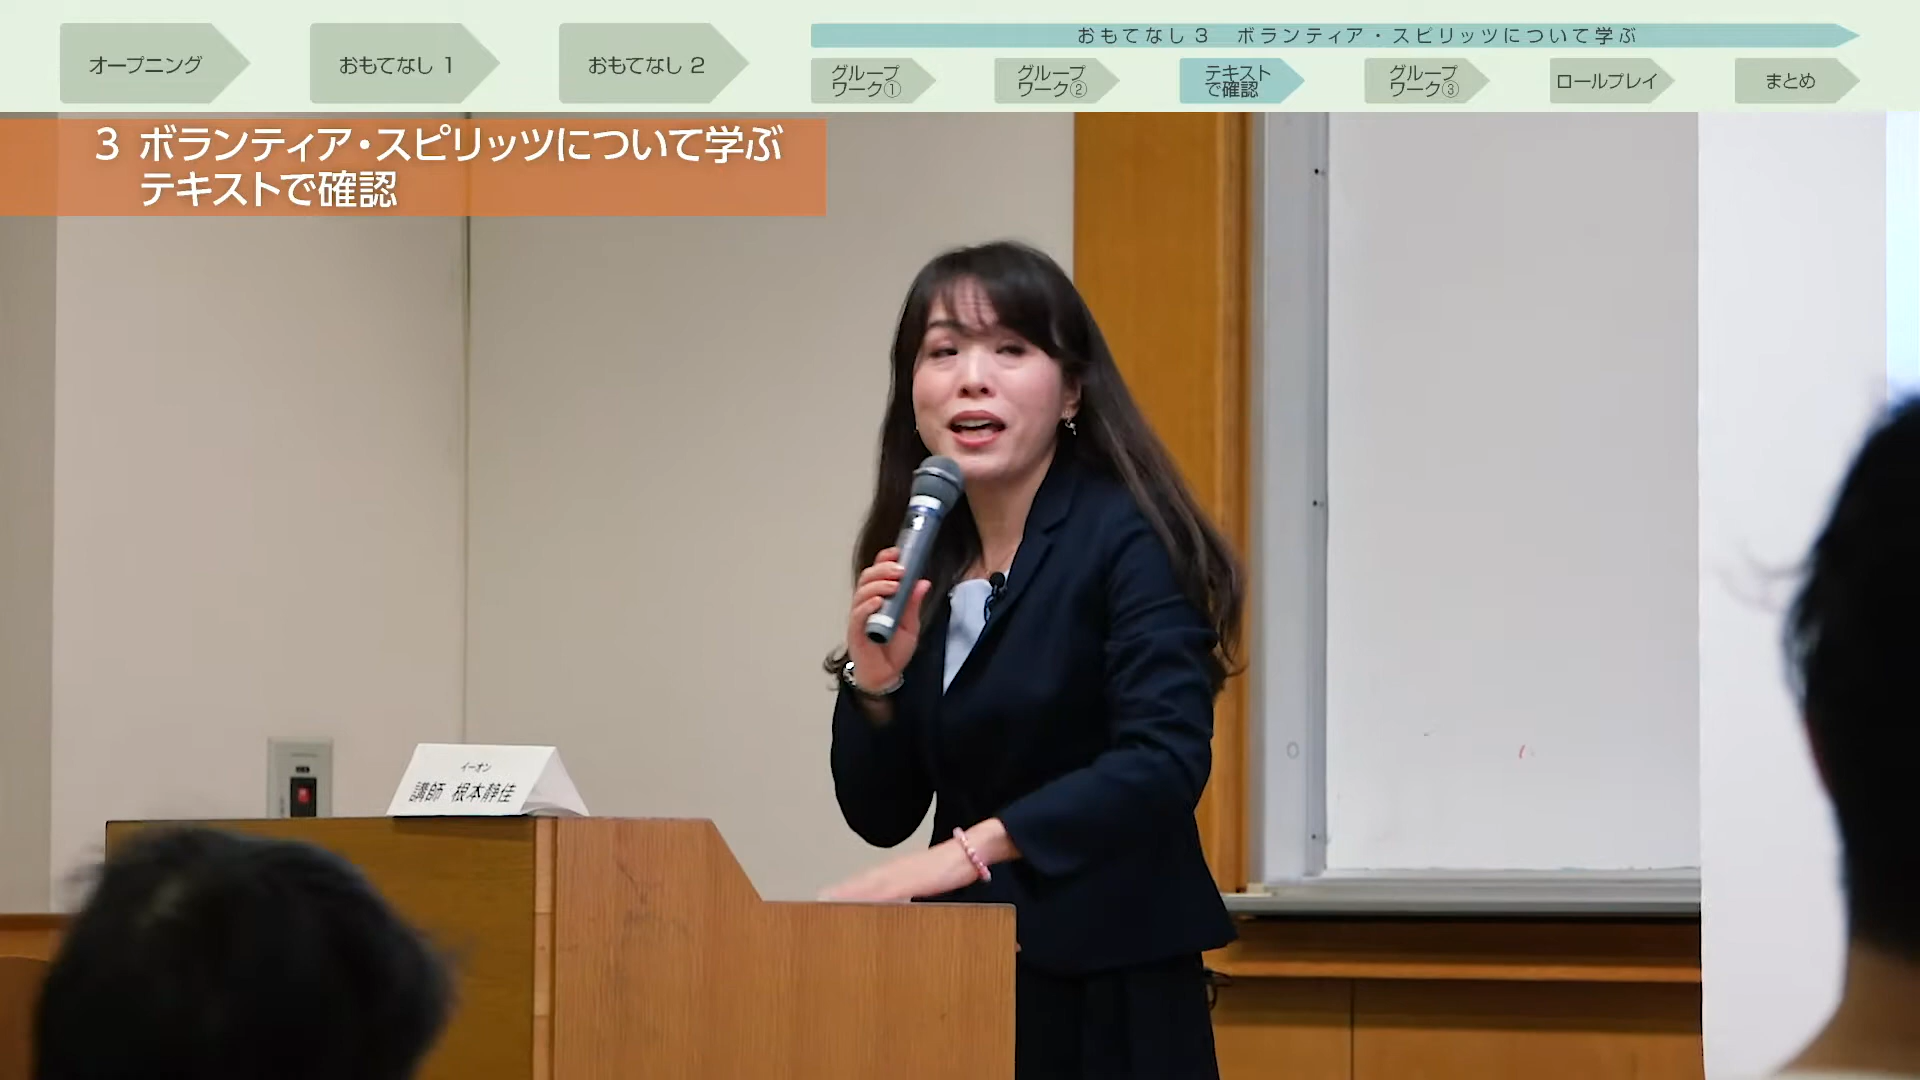 オープニング
おもてなし 1
おもてなし 2
おもてなし 3　ボランティア・スピリッツについて学ぶ
グループ
ワーク①
グループ
ワーク②
テキスト
で確認
グループ
ワーク③
ロールプレイ
まとめ
3 ボランティア・スピリッツについて学ぶ
テキストで確認
イーオン
講師 根本静佳